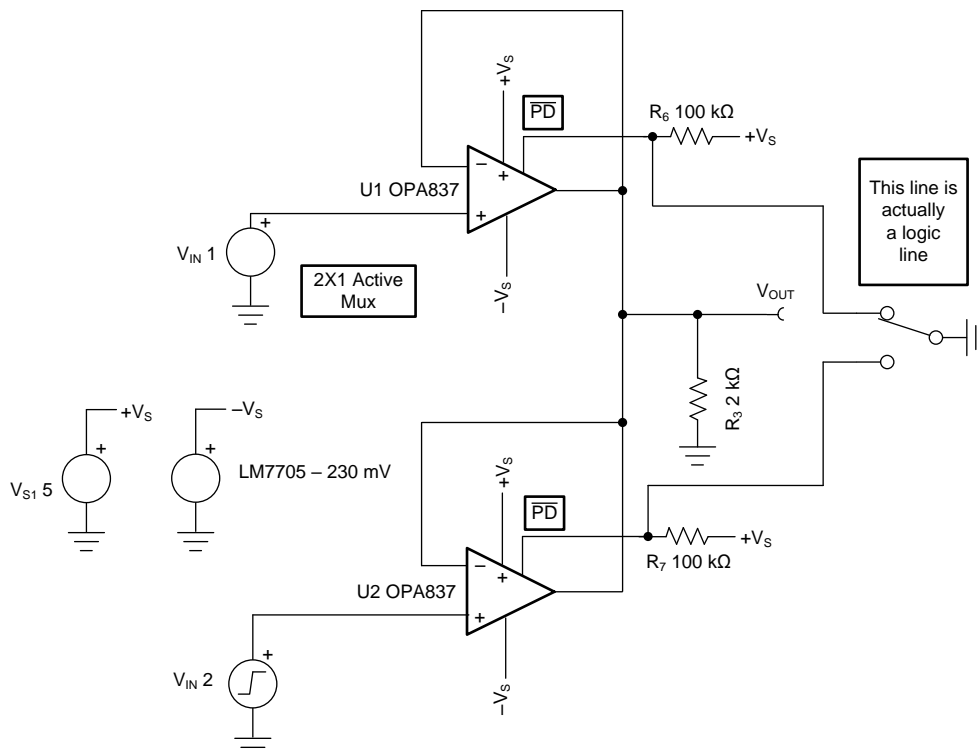 +VS
PD
R6 100 kΩ
+VS
−
+
+
U1 OPA837
This line is
actually
a logic
line
+
VIN 1
2X1 Active
Mux
−VS
VOUT
R3 2 kΩ
+VS
−VS
+
+
LM7705 – 230 mV
VS1 5
+VS
PD
+VS
R7 100 kΩ
−
+
+
U2 OPA837
+
VIN 2
−VS